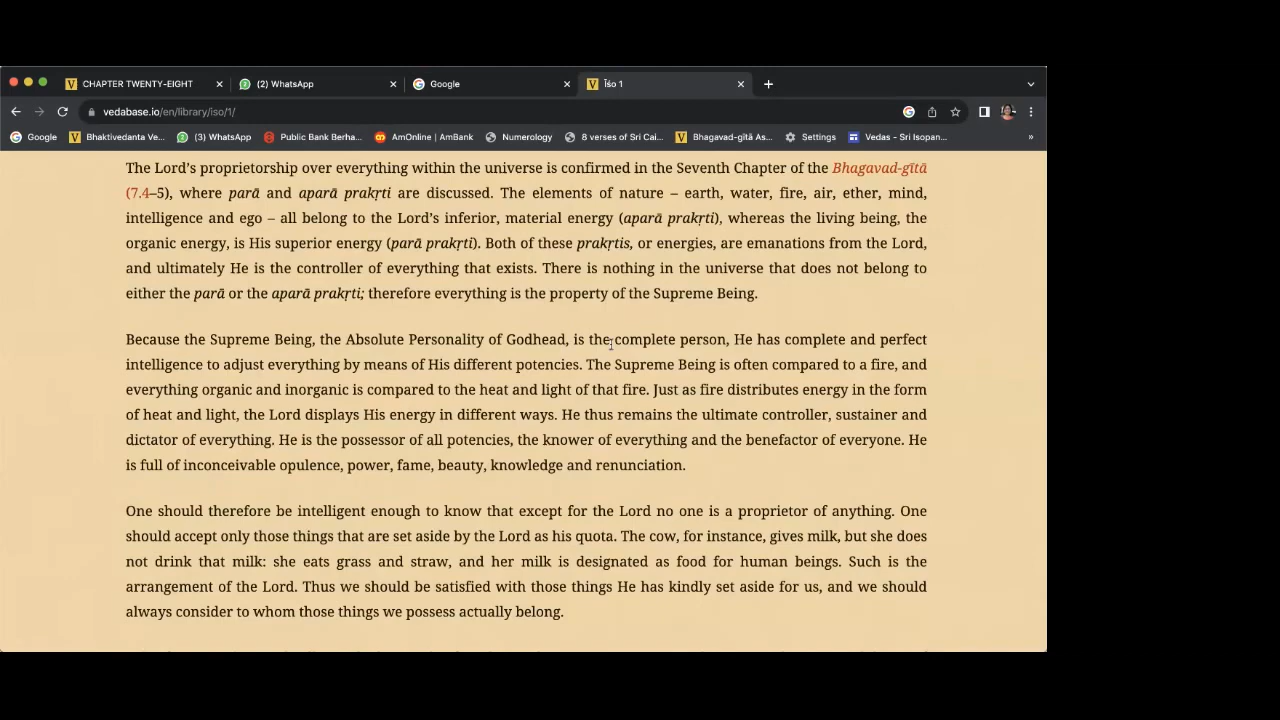 CHAPTER TWENTY-EIGHT
(2) WhatsApp
Google
Īśo 1
vedabase.io/en/library/iso/1/
Google
Bhaktivedanta Ve...
(3) WhatsApp
Public Bank Berha...
AmOnline | AmBank
Numerology
8 verses of Sri Cai...
Bhagavad-gītā As...
Settings
Vedas - Sri Isopan...
The Lord's proprietorship over everything within the universe is confirmed in the Seventh Chapter of the Bhagavad-gītā
(7.4–5), where parā and aparā prakṛti are discussed. The elements of nature – earth, water, fire, air, ether, mind,
intelligence and ego – all belong to the Lord's inferior, material energy (aparā prakṛti), whereas the living being, the
organic energy, is His superior energy (parā prakṛti). Both of these prakṛtis, or energies, are emanations from the Lord,
and ultimately He is the controller of everything that exists. There is nothing in the universe that does not belong to
either the parā or the aparā prakṛti; therefore everything is the property of the Supreme Being.
Because the Supreme Being, the Absolute Personality of Godhead, is the complete person, He has complete and perfect
intelligence to adjust everything by means of His different potencies. The Supreme Being is often compared to a fire, and
everything organic and inorganic is compared to the heat and light of that fire. Just as fire distributes energy in the form
of heat and light, the Lord displays His energy in different ways. He thus remains the ultimate controller, sustainer and
dictator of everything. He is the possessor of all potencies, the knower of everything and the benefactor of everyone. He
is full of inconceivable opulence, power, fame, beauty, knowledge and renunciation.
One should therefore be intelligent enough to know that except for the Lord no one is a proprietor of anything. One
should accept only those things that are set aside by the Lord as his quota. The cow, for instance, gives milk, but she does
not drink that milk: she eats grass and straw, and her milk is designated as food for human beings. Such is the
arrangement of the Lord. Thus we should be satisfied with those things He has kindly set aside for us, and we should
always consider to whom those things we possess actually belong.